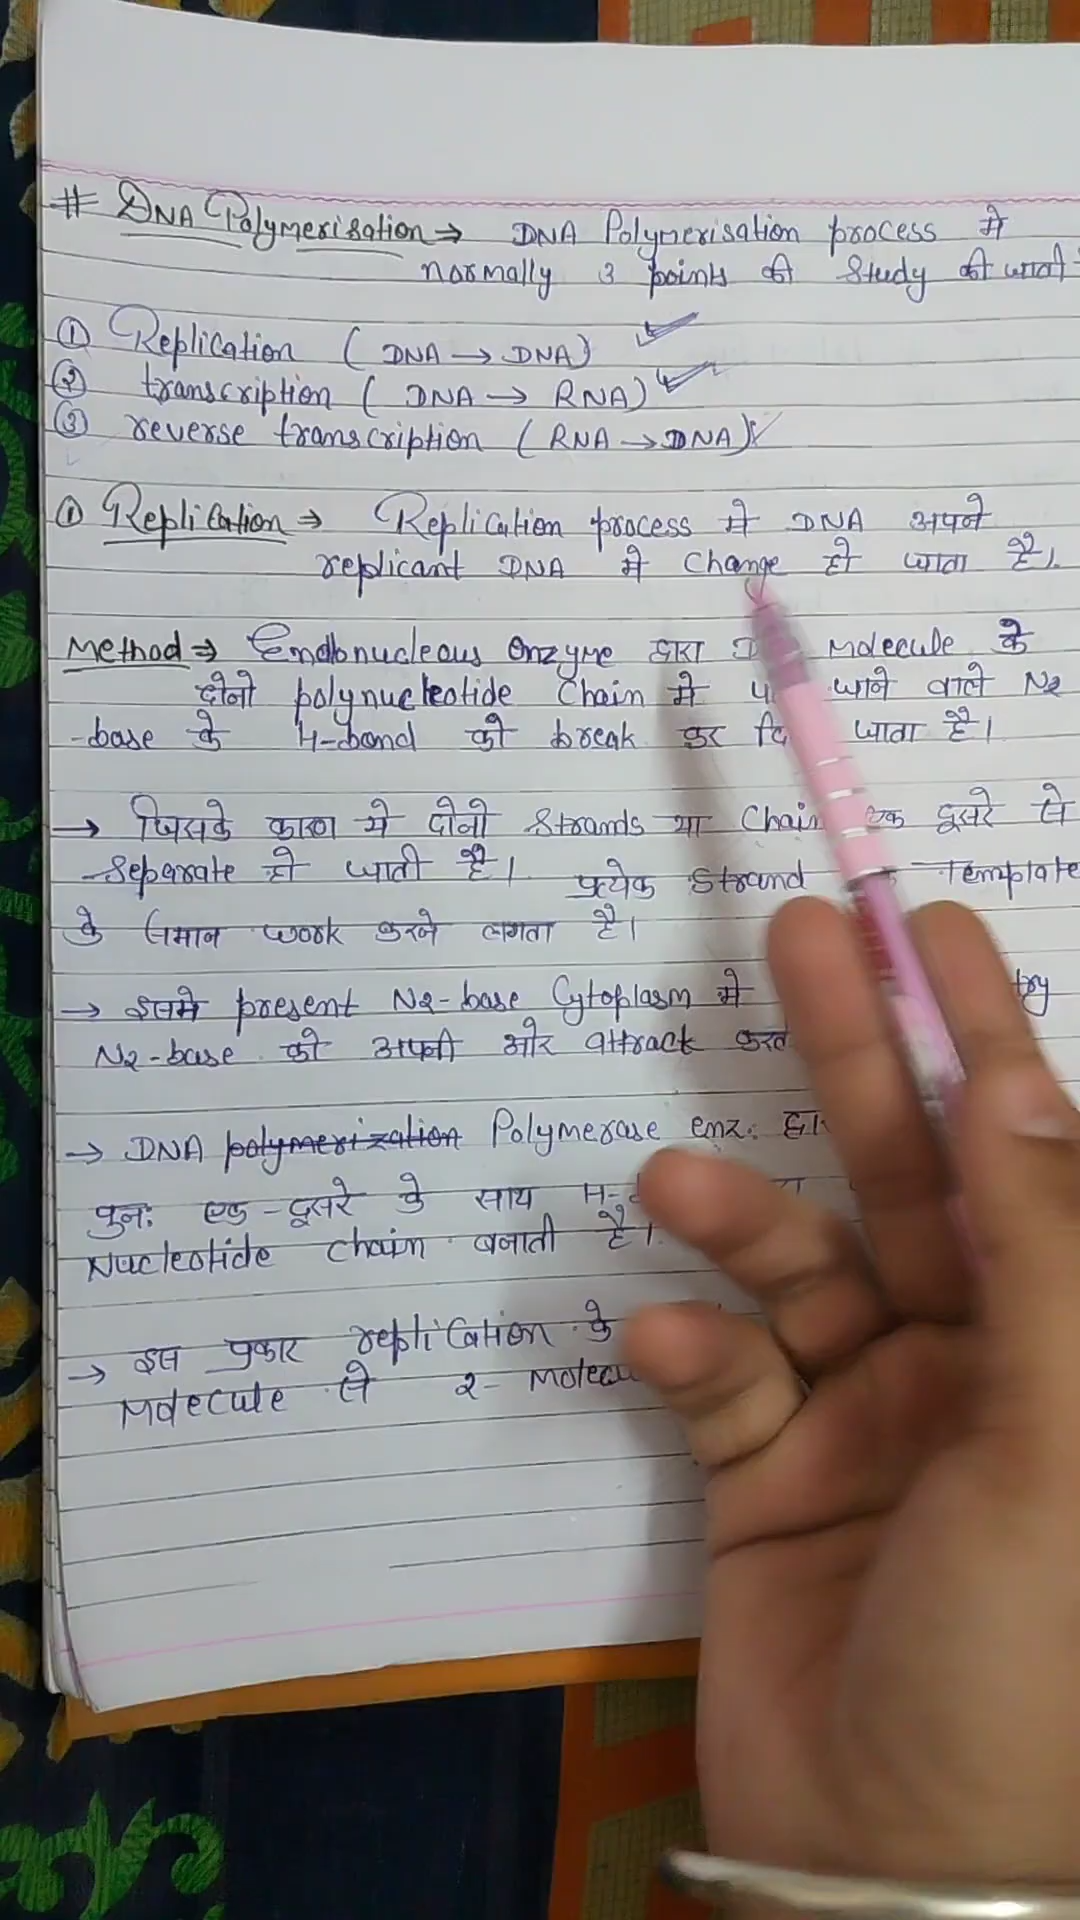 # DNA Polymerisation → DNA Polymerisation process मे
normally 3 points की study की जाती
① Replication ( DNA → DNA)
② transcription ( DNA → RNA)
③ reverse transcription ( RNA → DNA)
① Replication ⇒ Replication process मे DNA अपने
replicant DNA मे change हो जाता है।
Method ⇒ Endonucleous enzyme द्वारा molecule के
दोनो polynucleotide chain मे जाने वाले N2
-base के H-bond को break कर जाता है।
→ जिसके कारण ये दोनो strands या chain एक दूसरे से
separate हो जाती है। प्रत्येक strand Template
के समान work करने लगता है।
→ इसमे present N2-base cytoplasm मे
N2-base को अपनी ओर attrack
→ DNA polymerization Polymerase enz.
पुनः एक-दूसरे के साथ H-
Nucleotide chain बनाती है।
→ इस प्रकार replication के
Molecule से 2-